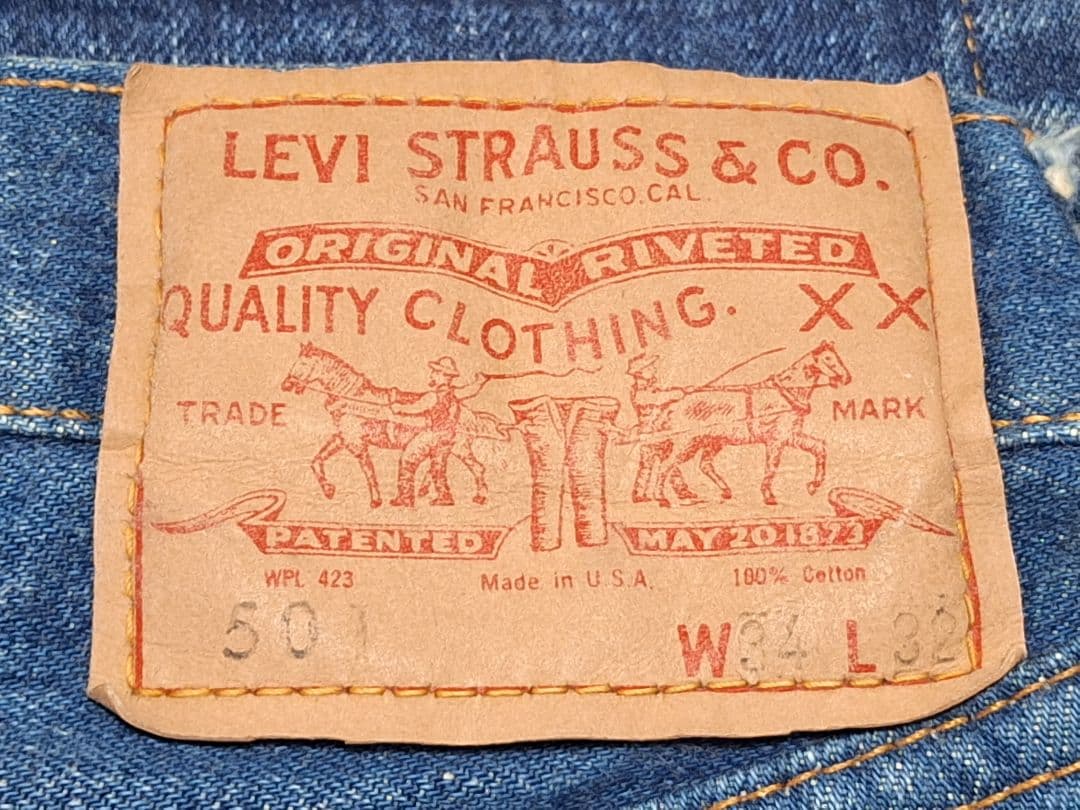 LEVI STRAUSS & CO.
SAN FRANCISCO.CAL.
ORIGINAL RIVETED
QUALITY CLOTHING. XX
TRADE MARK
PATENTED MAY 20 1873
WPL 423 Made in U.S.A. 100% Cotton
501 W34 L32